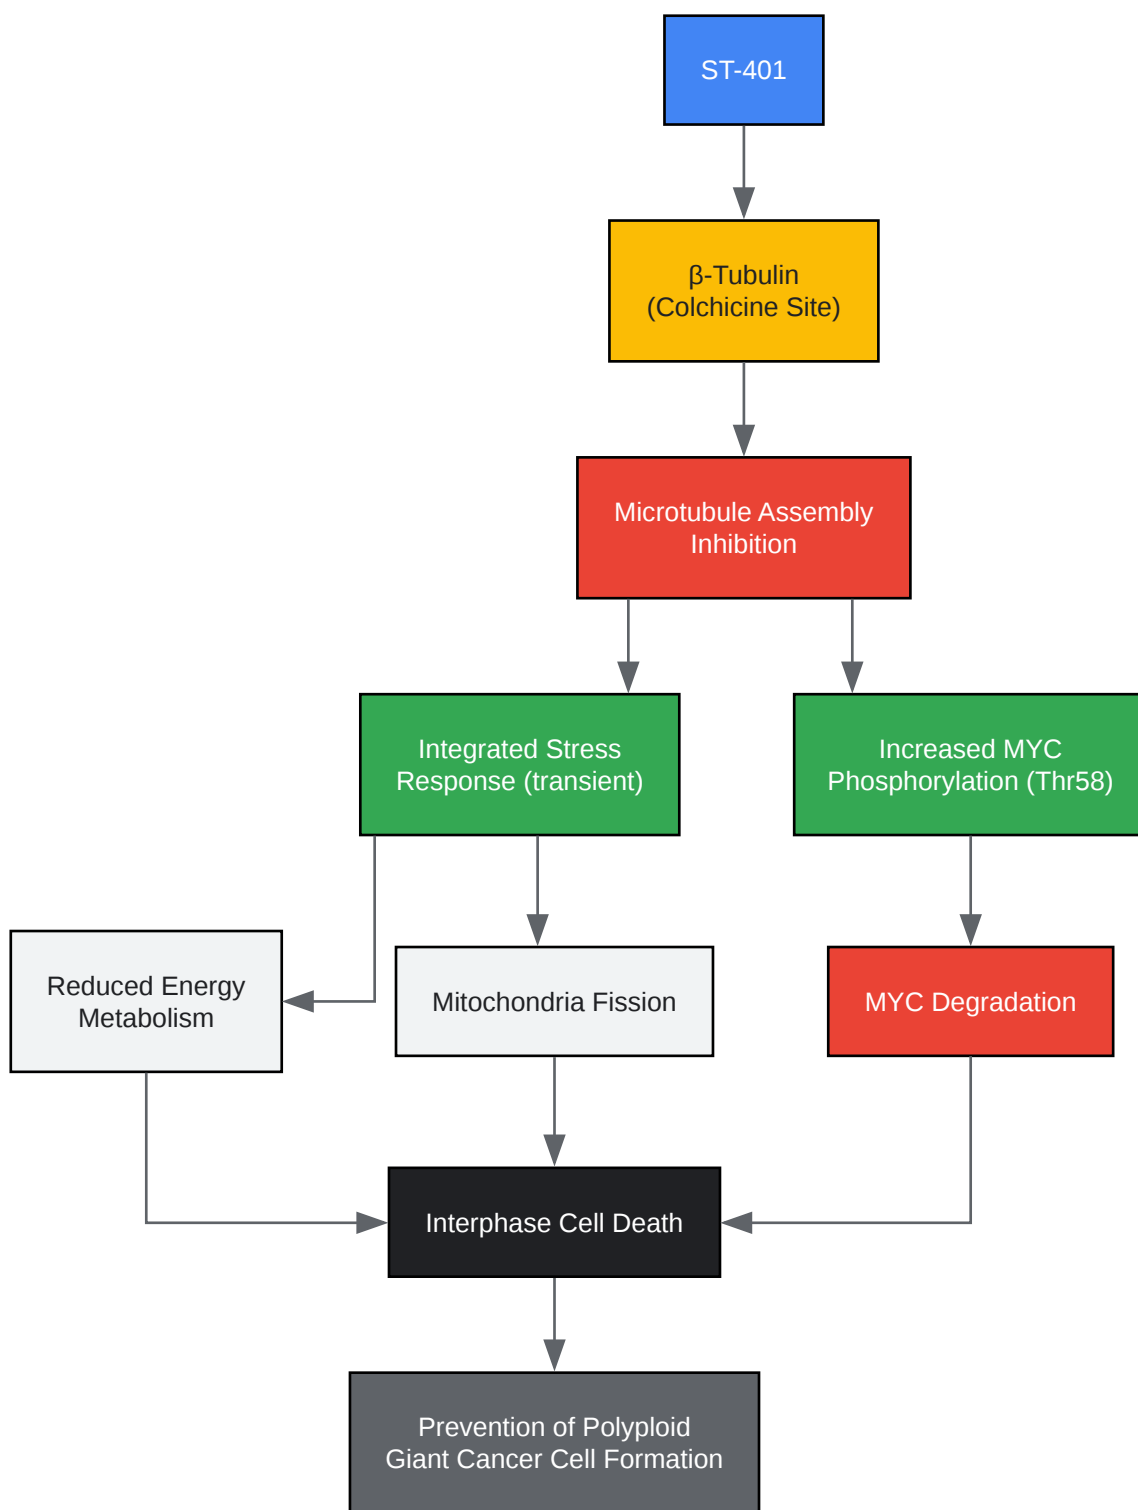 ST-401
β-Tubulin
(Colchicine Site)
Microtubule Assembly
Inhibition
Integrated Stress
Response (transient)
Increased MYC
Phosphorylation (Thr58)
Reduced Energy
Metabolism
Mitochondria Fission
MYC Degradation
Interphase Cell Death
Prevention of Polyploid
Giant Cancer Cell Formation